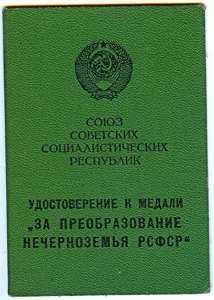 СОЮЗ
СОВЕТСКИХ
СОЦИАЛИСТИЧЕСКИХ
РЕСПУБЛИК
УДОСТОВЕРЕНИЕ К МЕДАЛИ
„ЗА ПРЕОБРАЗОВАНИЕ
НЕЧЕРНОЗЕМЬЯ РСФСР“